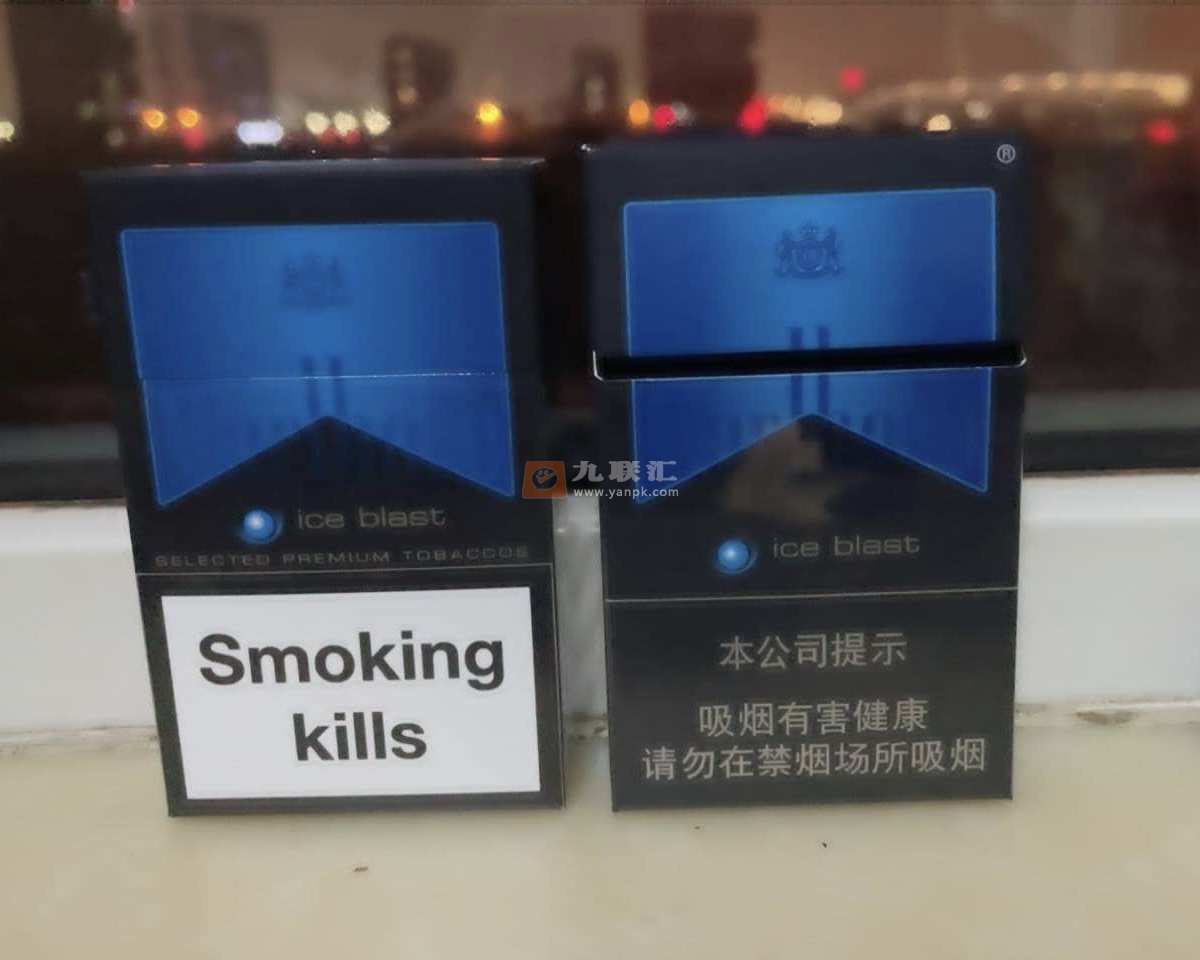 ice blast
SELECTED PREMIUM TOBACCOS
Smoking
kills
®
ice blast
本公司提示
吸烟有害健康
请勿在禁烟场所吸烟
九联汇
www.yanpk.com